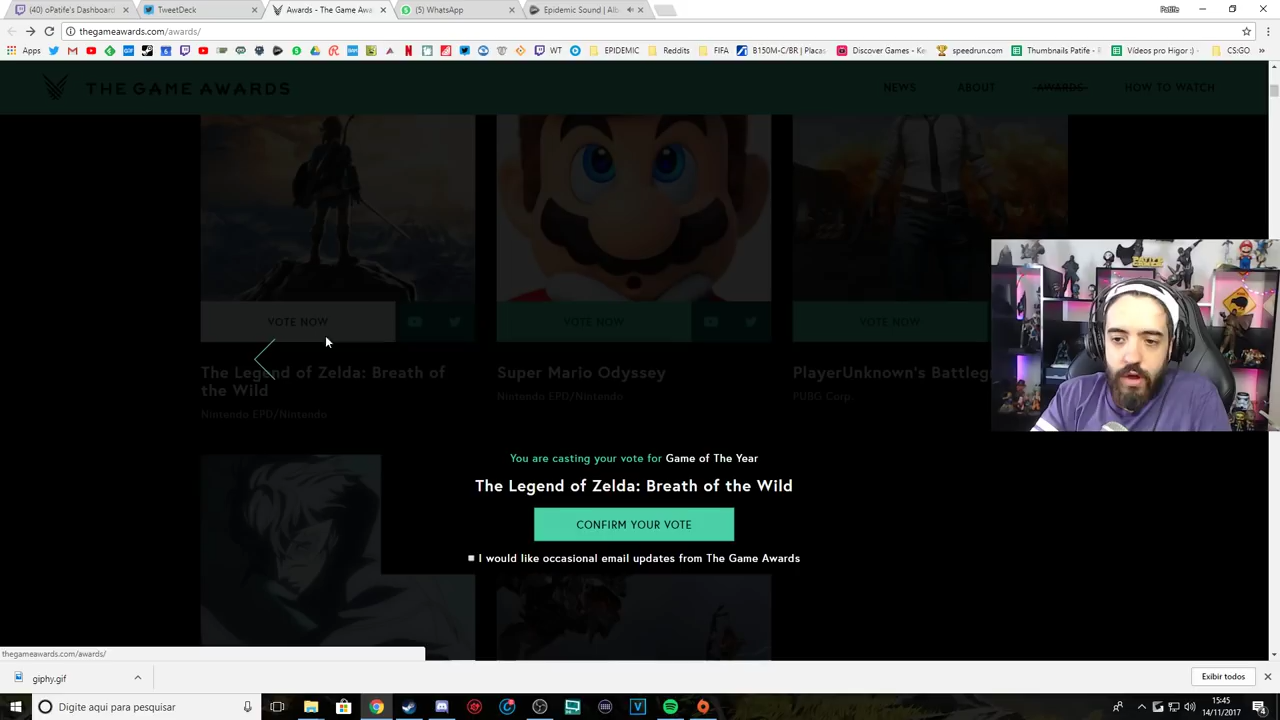 (40) oPatife's Dashboard
TweetDeck
Awards - The Game Awa
(5) WhatsApp
Epidemic Sound | Alb
Patife
thegameawards.com/awards/
Apps
WT
EPIDEMIC
Reddits
FIFA
B150M-C/BR | Placas
Discover Games - Ke
speedrun.com
Thumbnails Patife - 
Vídeos pro Higor :)
CS:GO
THE GAME AWARDS
NEWS
ABOUT
AWARDS
HOW TO WATCH
VOTE NOW
VOTE NOW
VOTE NOW
The Legend of Zelda: Breath of
the Wild
Nintendo EPD/Nintendo
Super Mario Odyssey
Nintendo EPD/Nintendo
PlayerUnknown's Battleg
PUBG Corp.
You are casting your vote for Game of The Year
The Legend of Zelda: Breath of the Wild
CONFIRM YOUR VOTE
I would like occasional email updates from The Game Awards
thegameawards.com/awards/
giphy.gif
Exibir todos
Digite aqui para pesquisar
15:45
14/11/2017